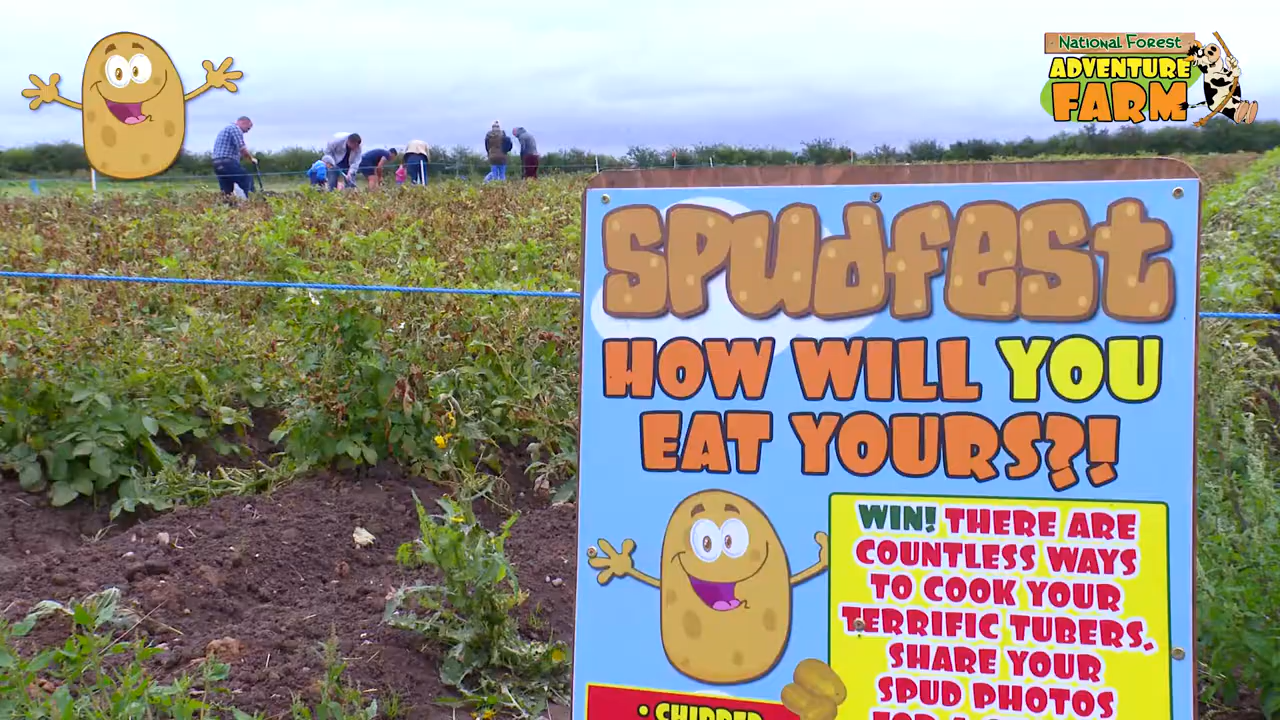 National Forest
ADVENTURE
FARM
SPUDFEST
HOW WILL YOU
EAT YOURS?!
WIN! THERE ARE
COUNTLESS WAYS
TO COOK YOUR
TERRIFIC TUBERS.
SHARE YOUR
SPUD PHOTOS
• CHIPPED